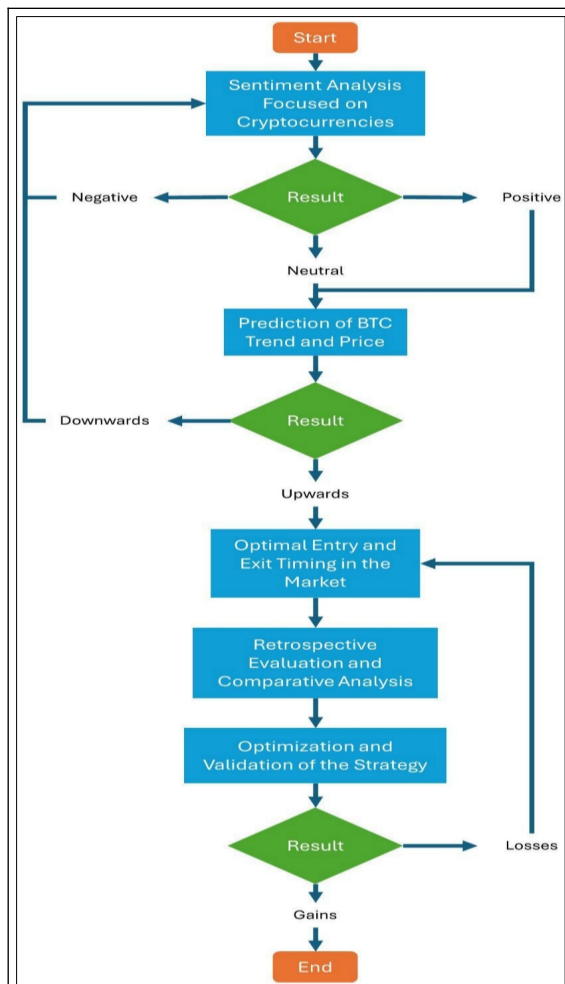 Start
Sentiment Analysis
Focused on
Cryptocurrencies
Negative
Result
Positive
Neutral
Prediction of BTC
Trend and Price
Downwards
Result
Upwards
Optimal Entry and
Exit Timing in the
Market
Retrospective
Evaluation and
Comparative Analysis
Optimization and
Validation of the Strategy
Result
Losses
Gains
End